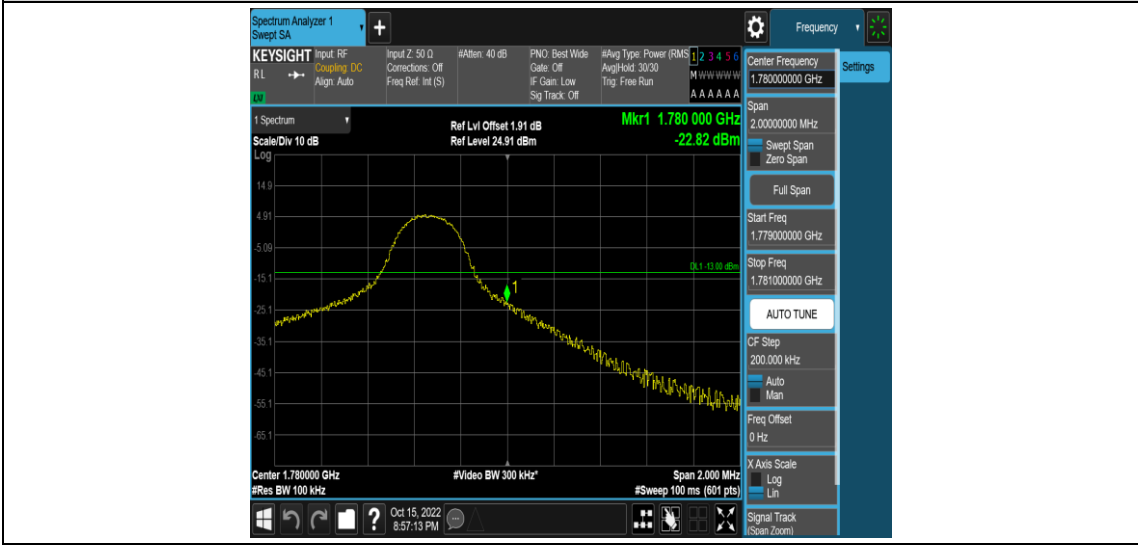 Spectrum Analyzer 1
Swept SA
+
Frequency
KEYSIGHT
RL
LNI
Input: RF
Coupling: DC
Align: Auto
Input Z: 50 Ω
Corrections: Off
Freq Ref: Int (S)
#Atten: 40 dB
PNO: Best Wide
Gate: Off
IF Gain: Low
Sig Track: Off
#Avg Type: Power (RMS
Avg|Hold: 30/30
Trig: Free Run
1 2 3 4 5 6
M W W W W W
A A A A A A
1 Spectrum
Scale/Div 10 dB
Ref Lvl Offset 1.91 dB
Ref Level 24.91 dBm
Mkr1 1.780 000 GHz
-22.82 dBm
Log
14.9
4.91
-5.09
DL1 -13.00 dBm
-15.1
1
-25.1
-35.1
-45.1
-55.1
-65.1
Center 1.780000 GHz
#Video BW 300 kHz*
Span 2.000 MHz
#Res BW 100 kHz
#Sweep 100 ms (601 pts)
?
Oct 15, 2022
8:57:13 PM
Center Frequency
1.780000000 GHz
Settings
Span
2.00000000 MHz
Swept Span
Zero Span
Full Span
Start Freq
1.779000000 GHz
Stop Freq
1.781000000 GHz
AUTO TUNE
CF Step
200.000 kHz
Auto
Man
Freq Offset
0 Hz
X Axis Scale
Log
Lin
Signal Track
(Span Zoom)